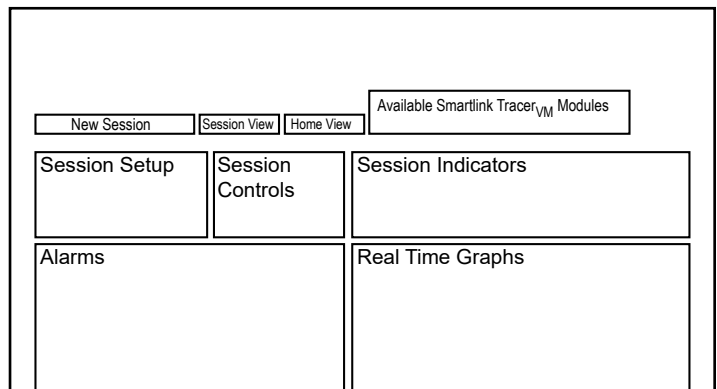 Available Smartlink TracerVM Modules
New Session
Session View
Home View
Session Setup
Session
Controls
Session Indicators
Alarms
Real Time Graphs